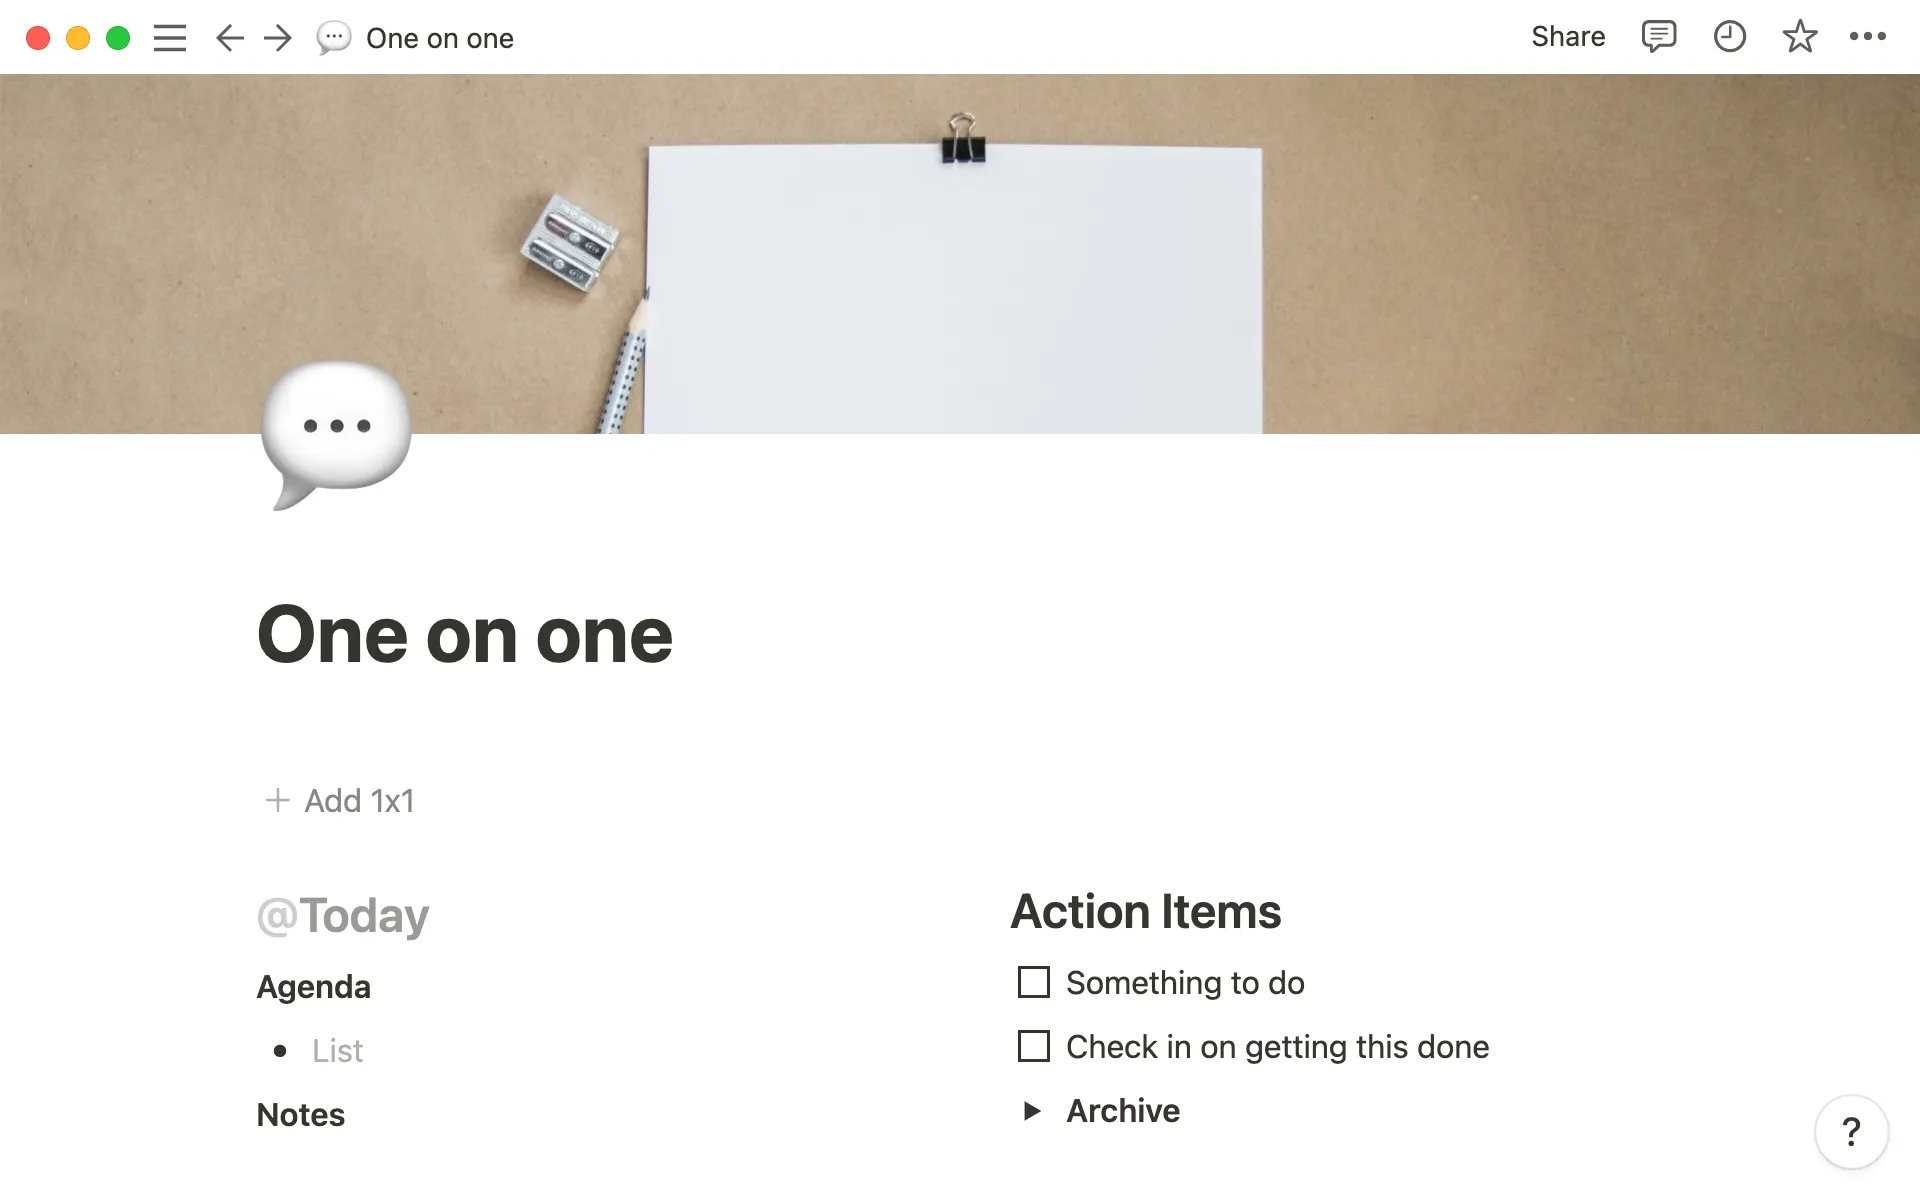 One on one
Share
One on one
+ Add 1x1
@Today
Agenda
• List
Notes
Action Items
Something to do
Check in on getting this done
Archive
?